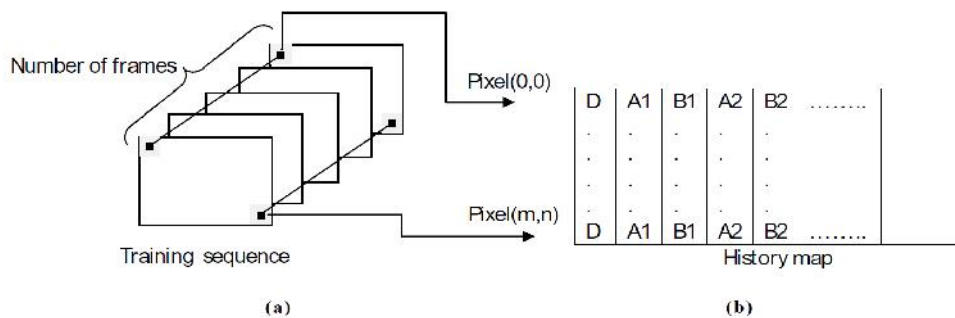 Number of frames
Pixel(0,0)
D A1 B1 A2 B2 ........
Pixel(m,n)
D A1 B1 A2 B2 ........
Training sequence
History map
(a)
(b)